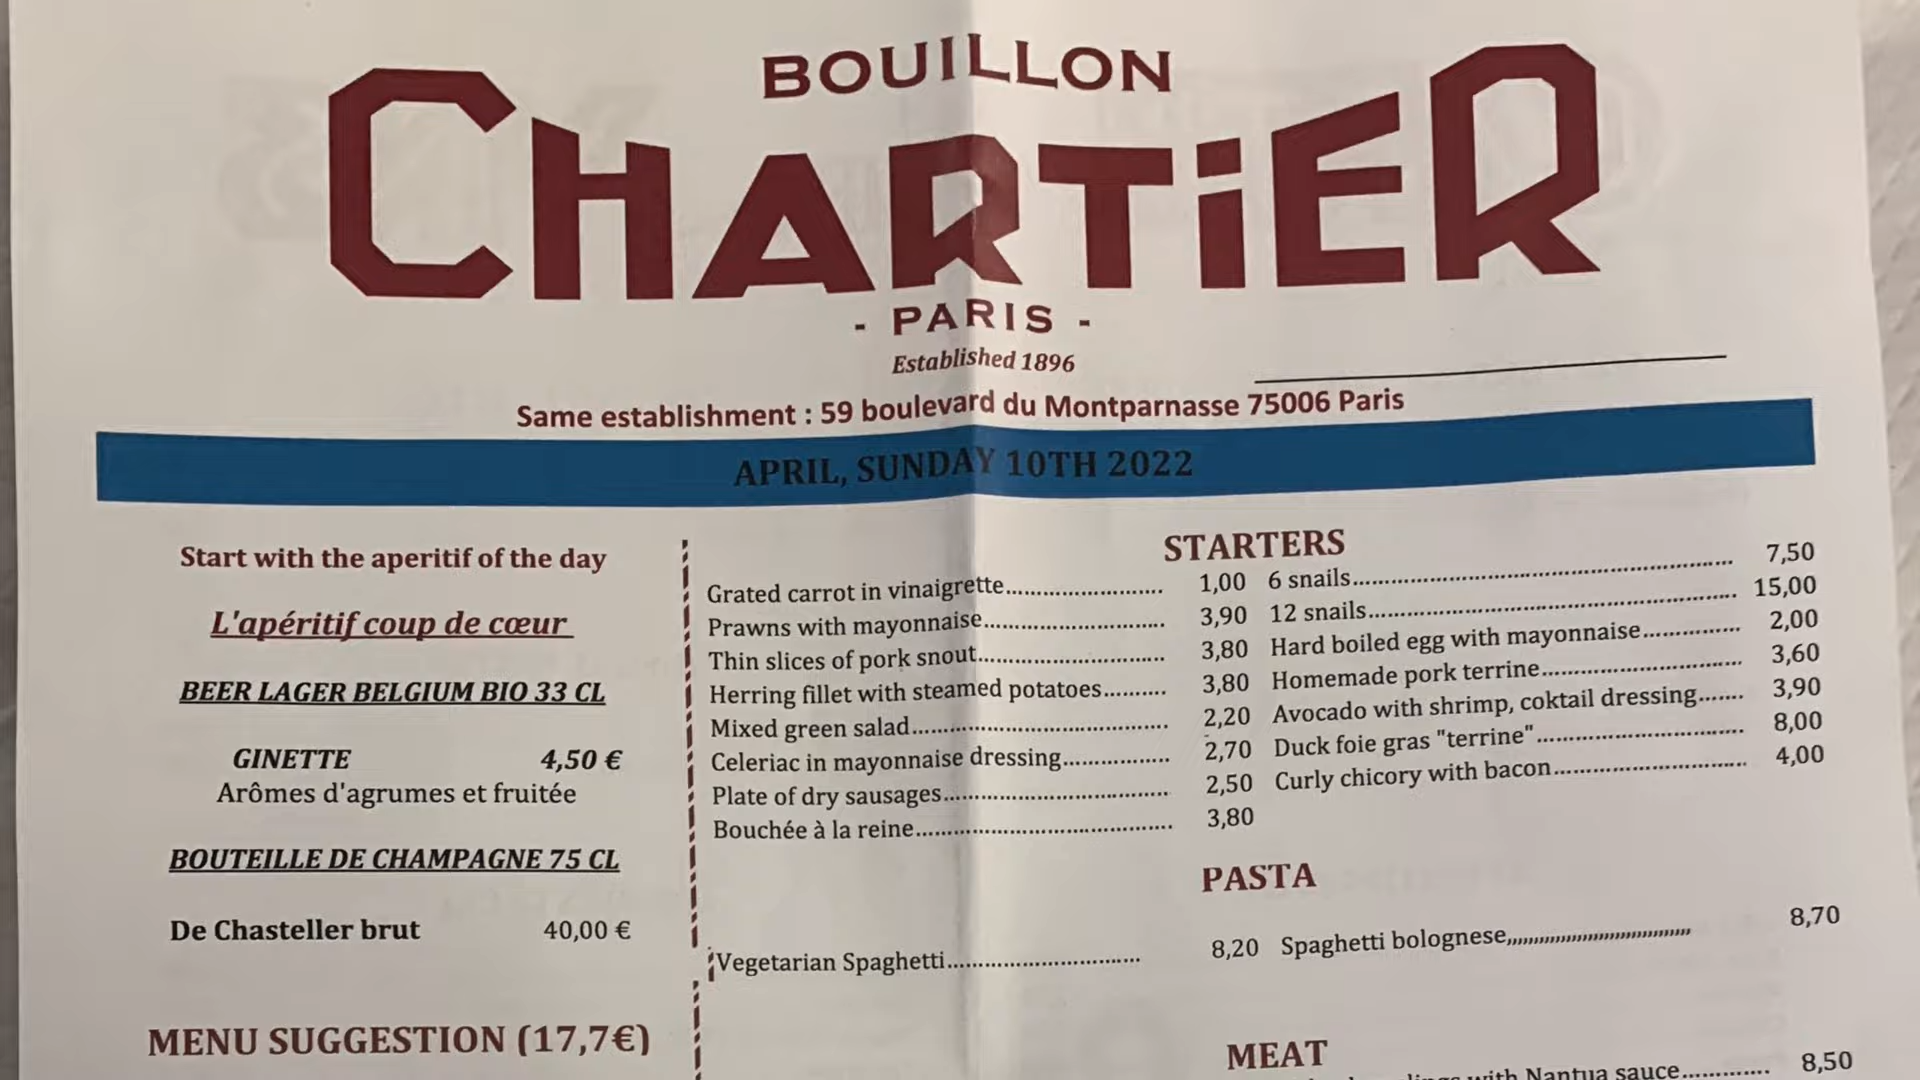 BOUILLON
CHARTiER
- PARIS -
Established 1896
Same establishment : 59 boulevard du Montparnasse 75006 Paris
APRIL, SUNDAY 10TH 2022
Start with the aperitif of the day
L'apéritif coup de cœur
BEER LAGER BELGIUM BIO 33 CL
GINETTE 4,50 €
Arômes d'agrumes et fruitée
BOUTEILLE DE CHAMPAGNE 75 CL
De Chasteller brut 40,00 €
MENU SUGGESTION (17,7€)
STARTERS
Grated carrot in vinaigrette.......................... 1,00
Prawns with mayonnaise.............................. 3,90
Thin slices of pork snout............................... 3,80
Herring fillet with steamed potatoes.......... 3,80
Mixed green salad........................................... 2,20
Celeriac in mayonnaise dressing.................. 2,70
Plate of dry sausages...................................... 2,50
Bouchée à la reine........................................... 3,80
6 snails............................................................... 7,50
12 snails............................................................. 15,00
Hard boiled egg with mayonnaise................ 2,00
Homemade pork terrine................................. 3,60
Avocado with shrimp, coktail dressing....... 3,90
Duck foie gras "terrine".................................. 8,00
Curly chicory with bacon................................ 4,00
PASTA
Vegetarian Spaghetti................................ 8,20
Spaghetti bolognese,,,,,,,,,,,,,,,,,,,,,,,,,,,,,,,,,,, 8,70
MEAT
with Nantua sauce............. 8,50